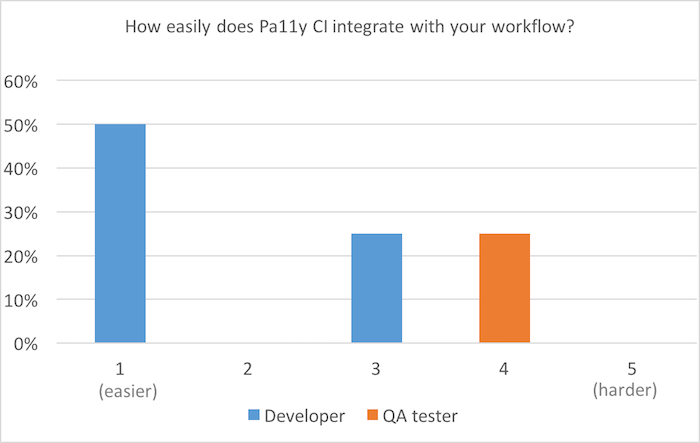 How easily does Pa11y CI integrate with your workflow?
60%
50%
40%
30%
20%
10%
0%
1 2 3 4 5
(easier) (harder)
Developer QA tester